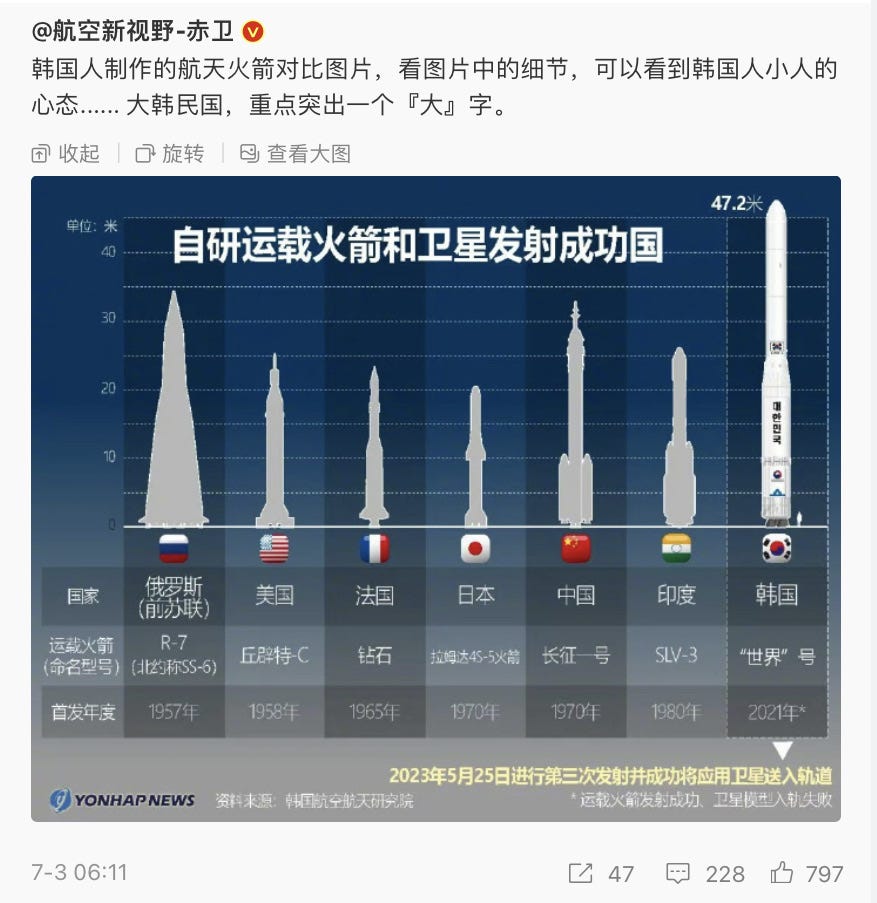 @航空新视野-赤卫
韩国人制作的航天火箭对比图片，看图片中的细节，可以看到韩国人小人的
心态...... 大韩民国，重点突出一个『大』字。
收起 旋转 查看大图
47.2米
单位：米
自研运载火箭和卫星发射成功国
40
30
20
10
0
대한민국
国家 俄罗斯(前苏联) 美国 法国 日本 中国 印度 韩国
运载火箭(命名型号) R-7(北约称SS-6) 丘辟特-C 钻石 拉姆达4S-5火箭 长征一号 SLV-3 “世界”号
首发年度 1957年 1958年 1965年 1970年 1970年 1980年 2021年*
2023年5月25日进行第三次发射并成功将应用卫星送入轨道
YONHAP NEWS 资料来源：韩国航空航天研究院 *运载火箭发射成功、卫星模型入轨失败
7-3 06:11 47 228 797